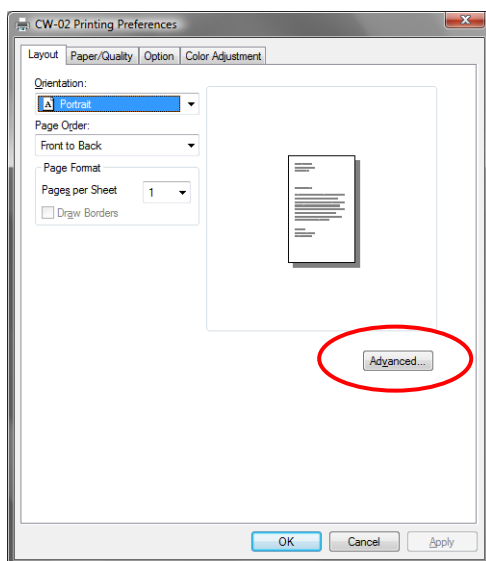 CW-02 Printing Preferences
Layout Paper/Quality Option Color Adjustment
Orientation:
Portrait
Page Order:
Front to Back
Page Format
Pages per Sheet 1
Draw Borders
Advanced...
OK Cancel Apply